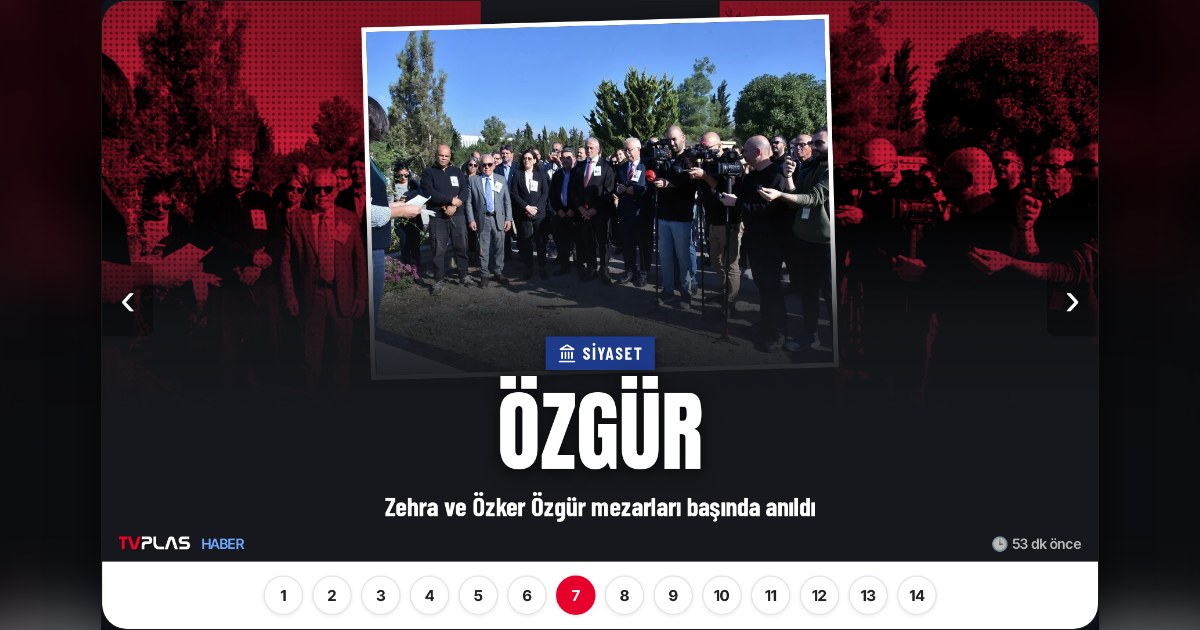 SİYASET
ÖZGÜR
Zehra ve Özker Özgür mezarları başında anıldı
TVPLAS HABER
53 dk önce
1 2 3 4 5 6 7 8 9 10 11 12 13 14